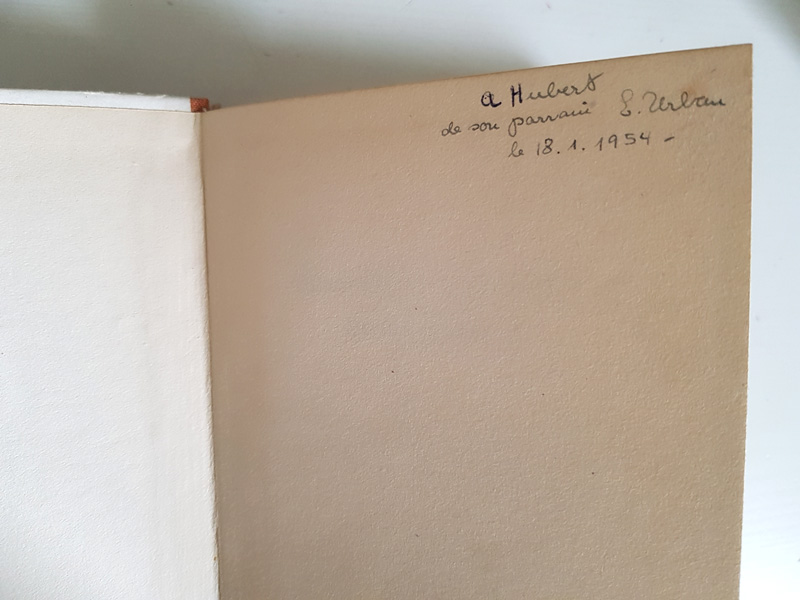 a Hubert
de son parrain E. Urban
le 18.1.1954 -